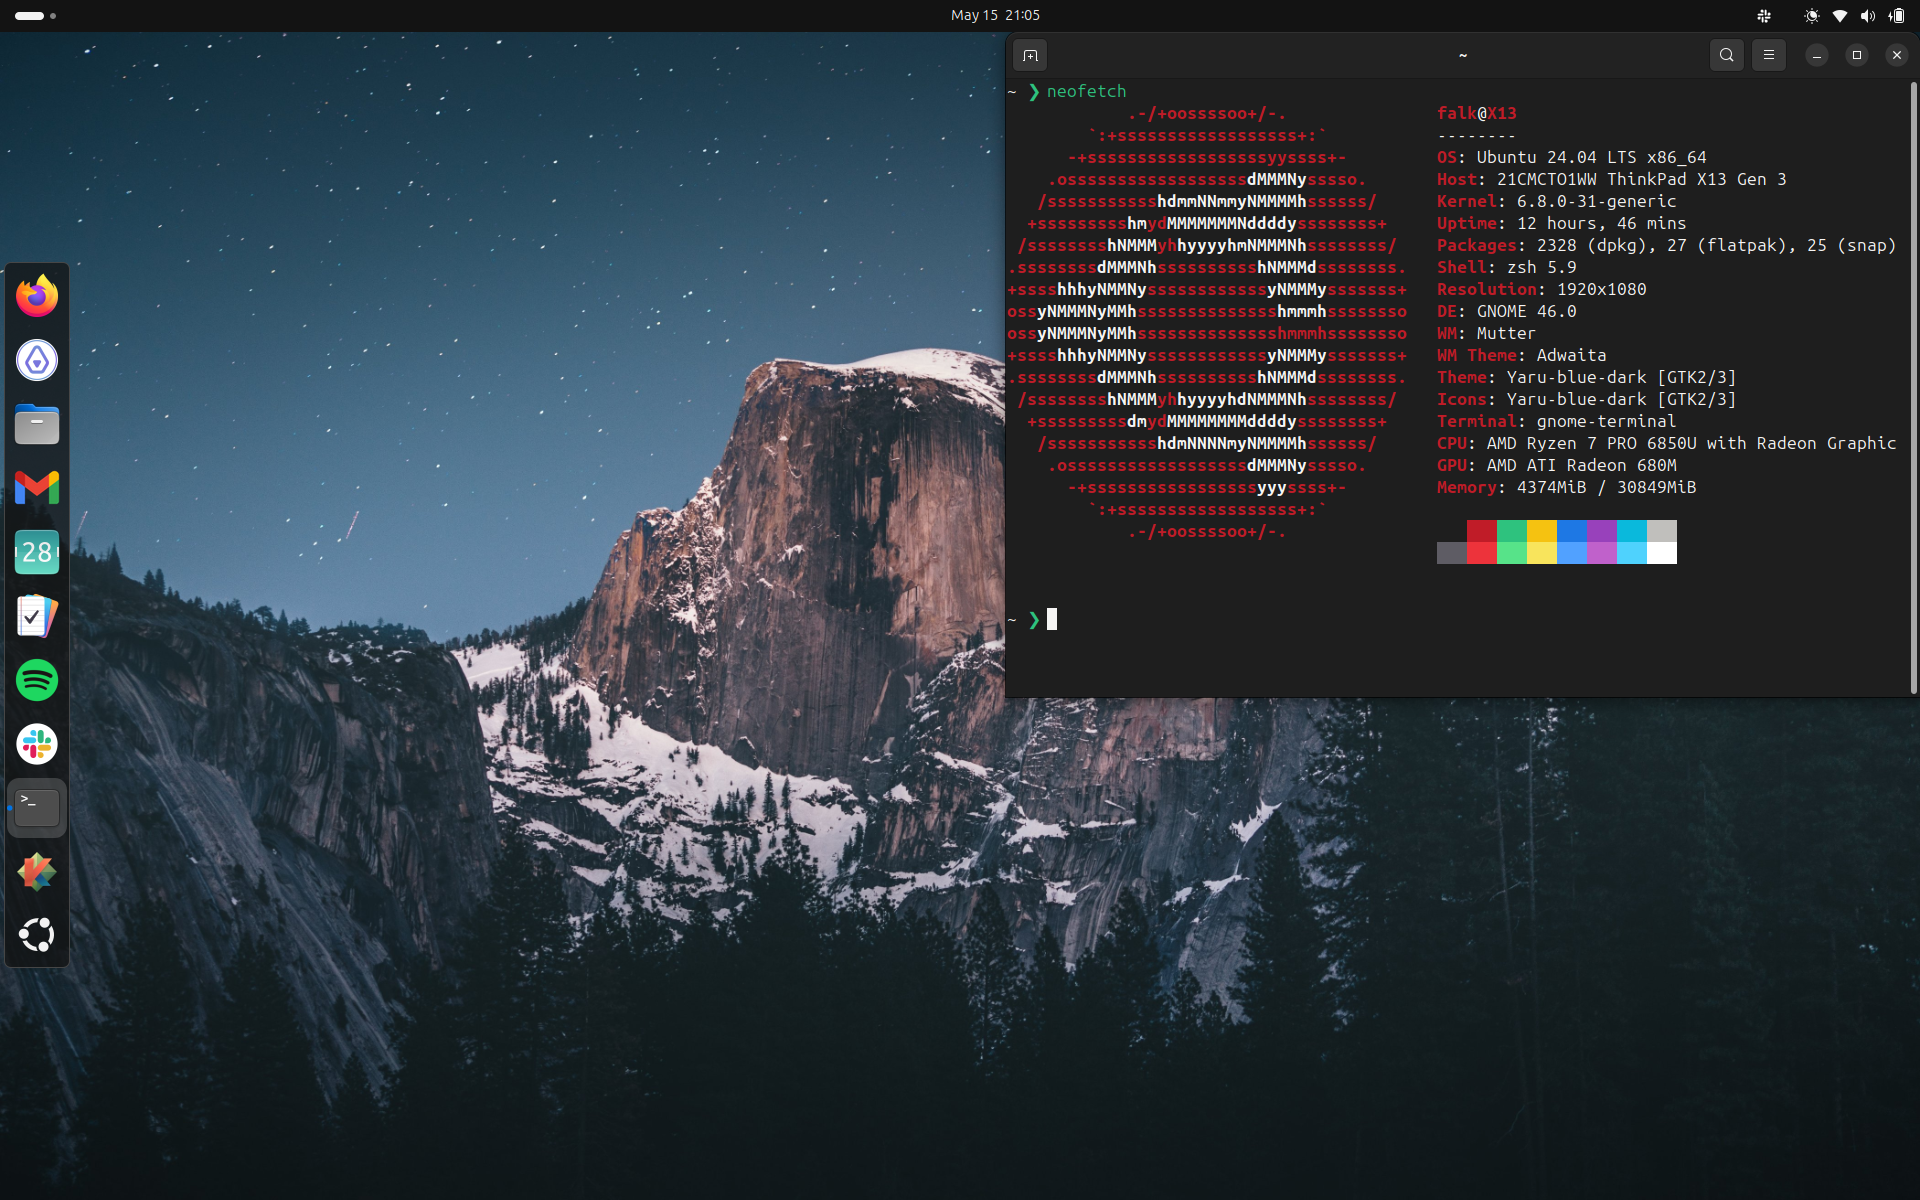 May 15 21:05
~
~ ❯ neofetch
.-/+oossssoo+/-.
`:+ssssssssssssssssss+:`
-+ssssssssssssssssssyyssss+-
.ossssssssssssssssssdMMMNysssso.
/ssssssssssshdmmNNmmyNMMMMhssssss/
+ssssssssshmydMMMMMMMNddddyssssssss+
/sssssssshNMMMyhhyyyyhmNMMMNhssssssss/
.ssssssssdMMMNhsssssssssshNMMMdssssssss.
+sssshhhyNMMNyssssssssssssyNMMMysssssss+
ossyNMMMNyMMhsssssssssssssshmmmhssssssso
ossyNMMMNyMMhsssssssssssssshmmmhssssssso
+sssshhhyNMMNyssssssssssssyNMMMysssssss+
.ssssssssdMMMNhsssssssssshNMMMdssssssss.
/sssssssshNMMMyhhyyyyhdNMMMNhssssssss/
+sssssssssdmydMMMMMMMMddddyssssssss+
/ssssssssssshdmNNNNmyNMMMMhssssss/
.ossssssssssssssssssdMMMNysssso.
-+sssssssssssssssssyyyssss+-
`:+ssssssssssssssssss+:`
.-/+oossssoo+/-.
falk@X13
--------
OS: Ubuntu 24.04 LTS x86_64
Host: 21CMCTO1WW ThinkPad X13 Gen 3
Kernel: 6.8.0-31-generic
Uptime: 12 hours, 46 mins
Packages: 2328 (dpkg), 27 (flatpak), 25 (snap)
Shell: zsh 5.9
Resolution: 1920x1080
DE: GNOME 46.0
WM: Mutter
WM Theme: Adwaita
Theme: Yaru-blue-dark [GTK2/3]
Icons: Yaru-blue-dark [GTK2/3]
Terminal: gnome-terminal
CPU: AMD Ryzen 7 PRO 6850U with Radeon Graphic
GPU: AMD ATI Radeon 680M
Memory: 4374MiB / 30849MiB
~ ❯
28
>_